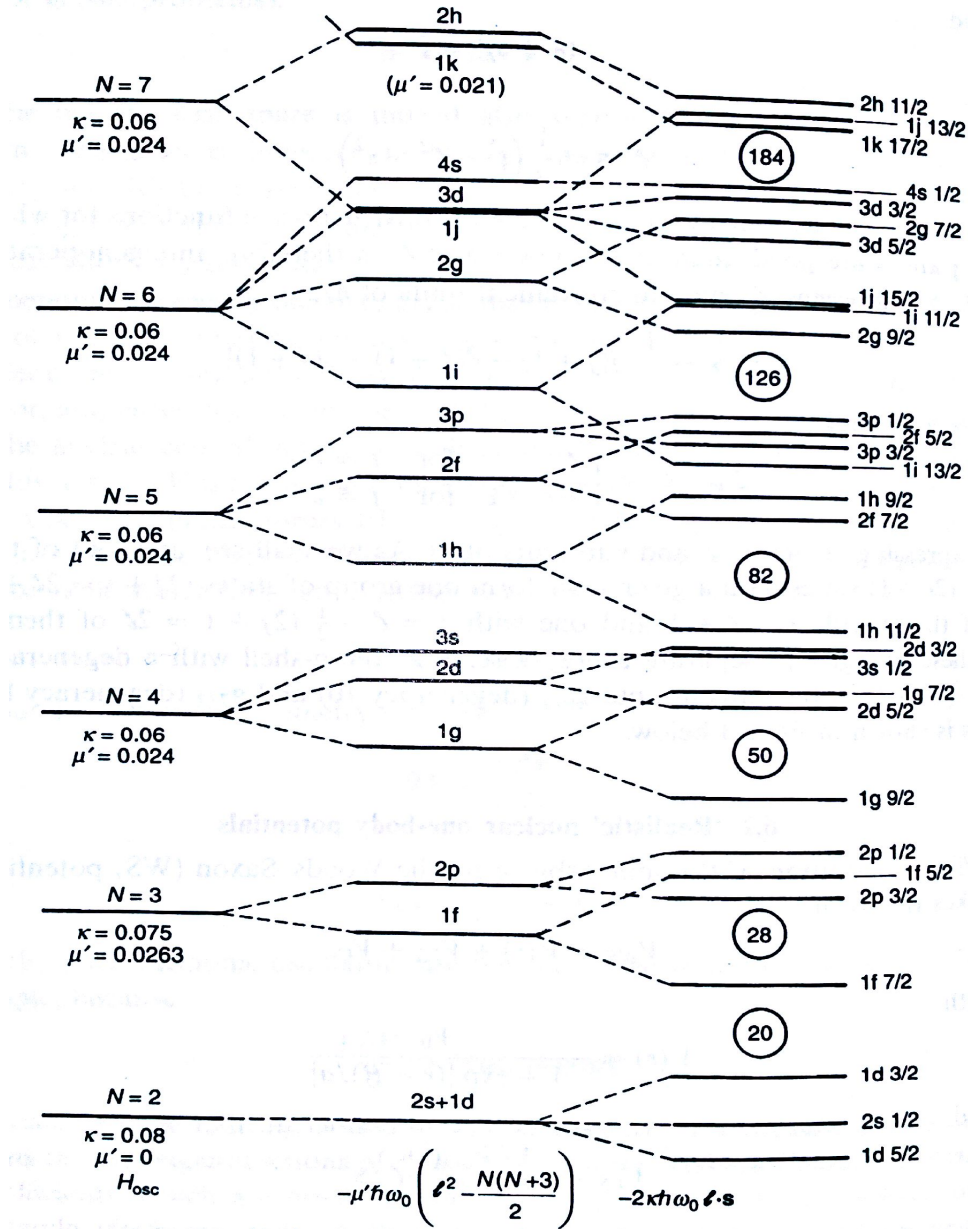 2h
1k
(μ′ = 0.021)
N = 7
κ = 0.06
μ′ = 0.024
2h 11/2
1j 13/2
1k 17/2
184
4s
3d
1j
4s 1/2
3d 3/2
2g 7/2
3d 5/2
2g
N = 6
κ = 0.06
μ′ = 0.024
1j 15/2
1i 11/2
2g 9/2
1i
126
3p
3p 1/2
2f 5/2
3p 3/2
1i 13/2
2f
N = 5
κ = 0.06
μ′ = 0.024
1h 9/2
2f 7/2
1h
82
1h 11/2
2d 3/2
3s 1/2
3s
2d
N = 4
κ = 0.06
μ′ = 0.024
1g 7/2
2d 5/2
1g
50
1g 9/2
2p
2p 1/2
1f 5/2
2p 3/2
N = 3
κ = 0.075
μ′ = 0.0263
1f
28
1f 7/2
20
1d 3/2
N = 2
κ = 0.08
μ′ = 0
2s+1d
2s 1/2
1d 5/2
H_osc
−μ′ℏω₀ (ℓ² − N(N+3)/2)
−2κℏω₀ ℓ·s